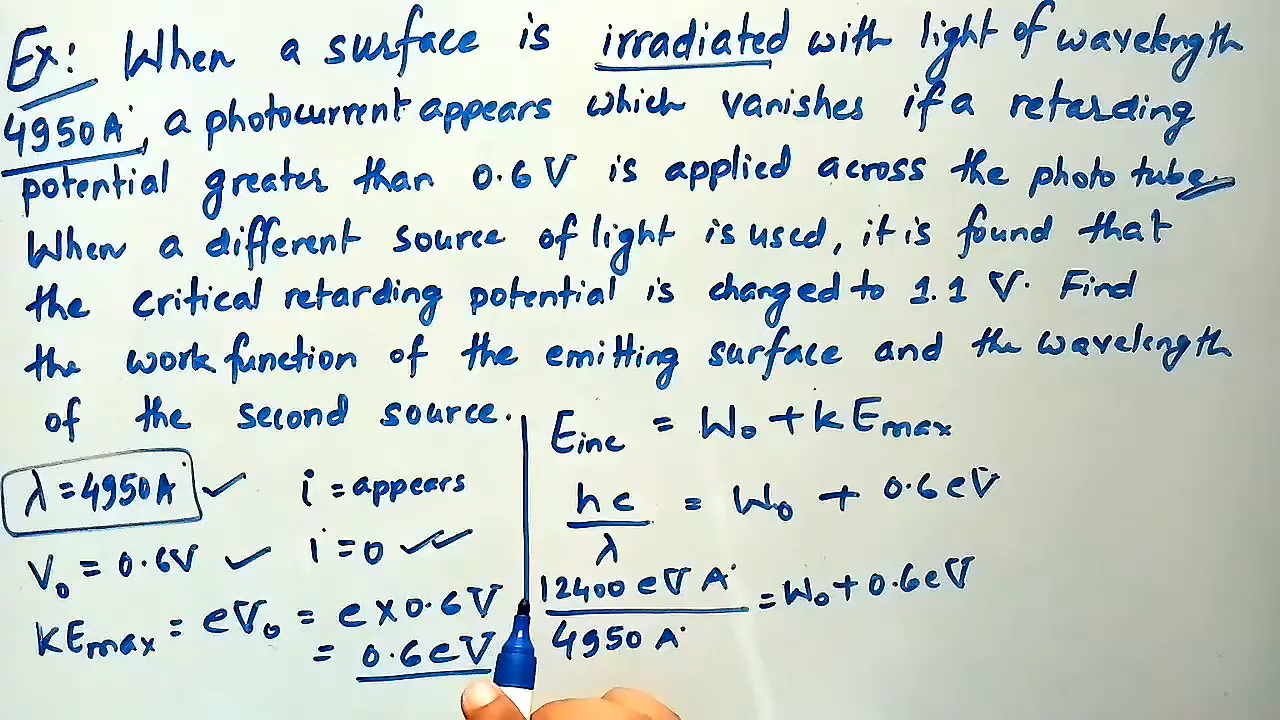 Ex: When a surface is irradiated with light of wavelength
4950A°, a photocurrent appears which vanishes if a retarding
potential greater than 0.6 V is applied across the photo tube.
When a different source of light is used, it is found that
the critical retarding potential is changed to 1.1 V. Find
the work function of the emitting surface and the wavelength
of the second source.
λ = 4950A° ✓ i = appears
V₀ = 0.6V ✓ i = 0 ✓✓
KEmax = eV₀ = e × 0.6V
= 0.6eV
Einc = W₀ + KEmax
hc/λ = W₀ + 0.6eV
12400 eV A°/4950 A° = W₀ + 0.6eV